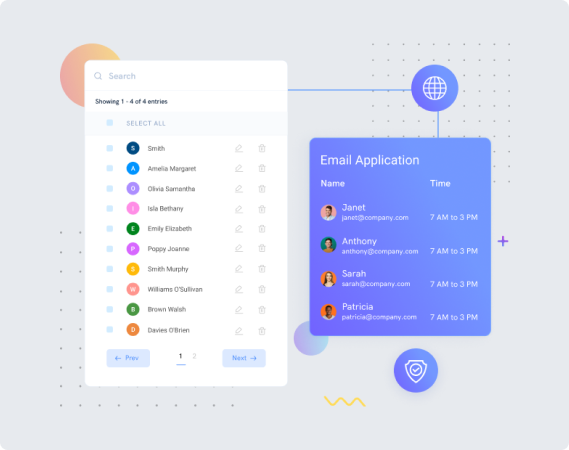 Search
Showing 1 - 4 of 4 entries
SELECT ALL
S Smith
A Amelia Margaret
O Olivia Samantha
I Isla Bethany
E Emily Elizabeth
P Poppy Joanne
S Smith Murphy
W Williams O'Sullivan
B Brown Walsh
D Davies O'Brien
← Prev 1 2 Next →
Email Application
Name Time
Janet
janet@company.com 7 AM to 3 PM
Anthony
anthony@company.com 7 AM to 3 PM
Sarah
sarah@company.com 7 AM to 3 PM
Patricia
patricia@company.com 7 AM to 3 PM